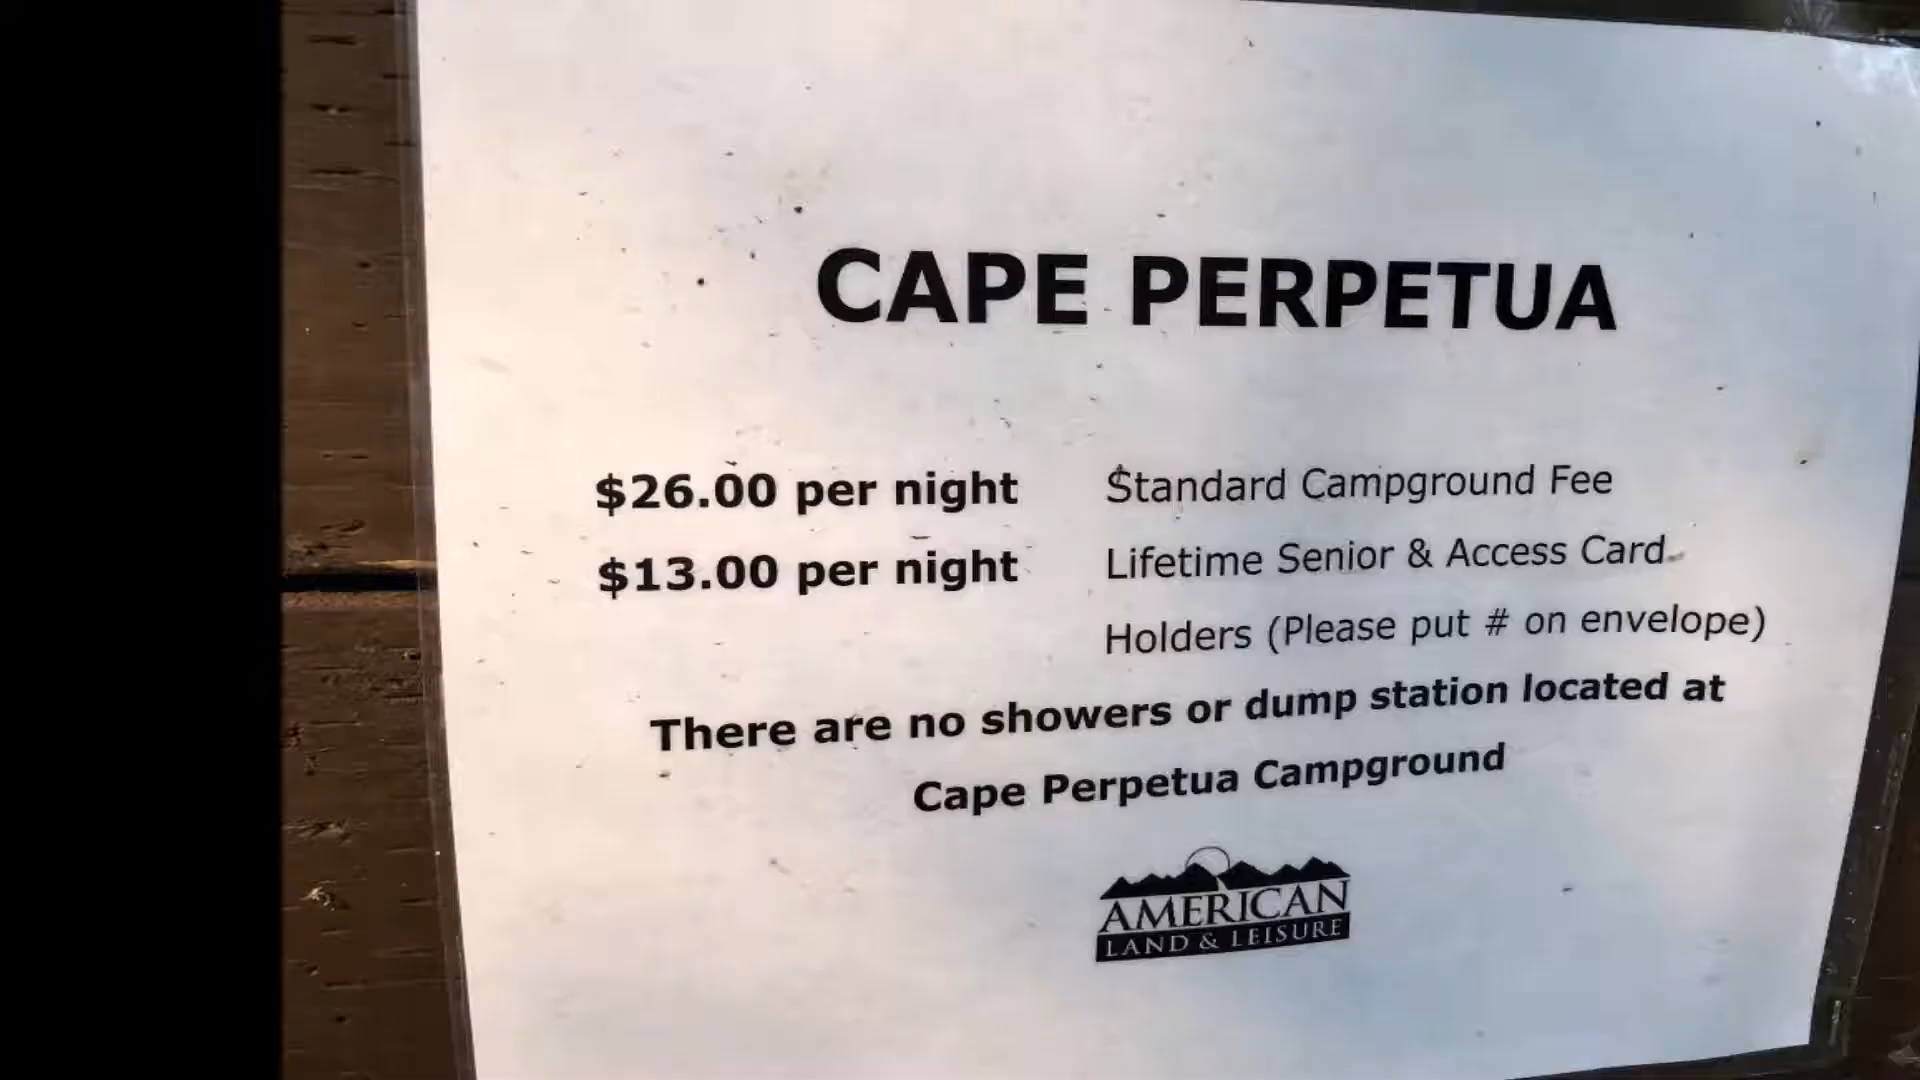 CAPE PERPETUA
$26.00 per night Standard Campground Fee
$13.00 per night Lifetime Senior & Access Card
Holders (Please put # on envelope)
There are no showers or dump station located at
Cape Perpetua Campground
AMERICAN
LAND & LEISURE